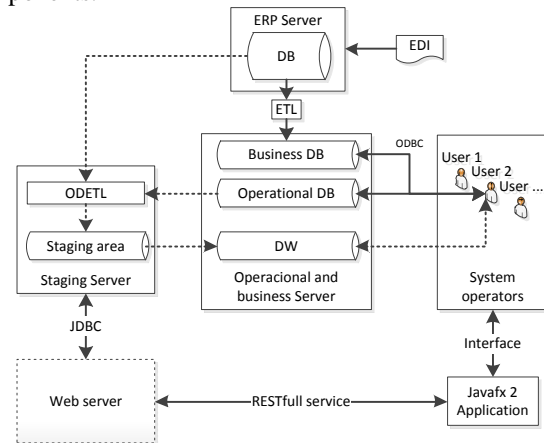 ERP Server
DB
EDI
ETL
Business DB
ODBC
User 1
User 2
User ...
ODETL
Operational DB
Staging area
DW
Staging Server
Operacional and
business Server
System
operators
JDBC
Interface
Web server
RESTfull service
Javafx 2
Application